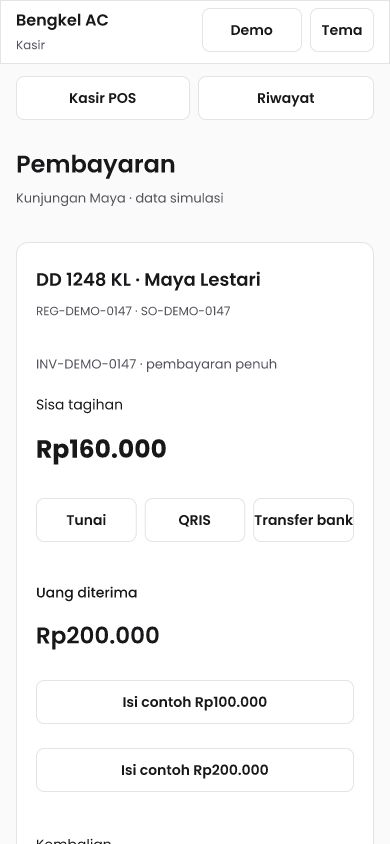 Bengkel AC
Kasir
Demo
Tema
Kasir POS
Riwayat
Pembayaran
Kunjungan Maya · data simulasi
DD 1248 KL · Maya Lestari
REG-DEMO-0147 · SO-DEMO-0147
INV-DEMO-0147 · pembayaran penuh
Sisa tagihan
Rp160.000
Tunai
QRIS
Transfer bank
Uang diterima
Rp200.000
Isi contoh Rp100.000
Isi contoh Rp200.000
Kembalian